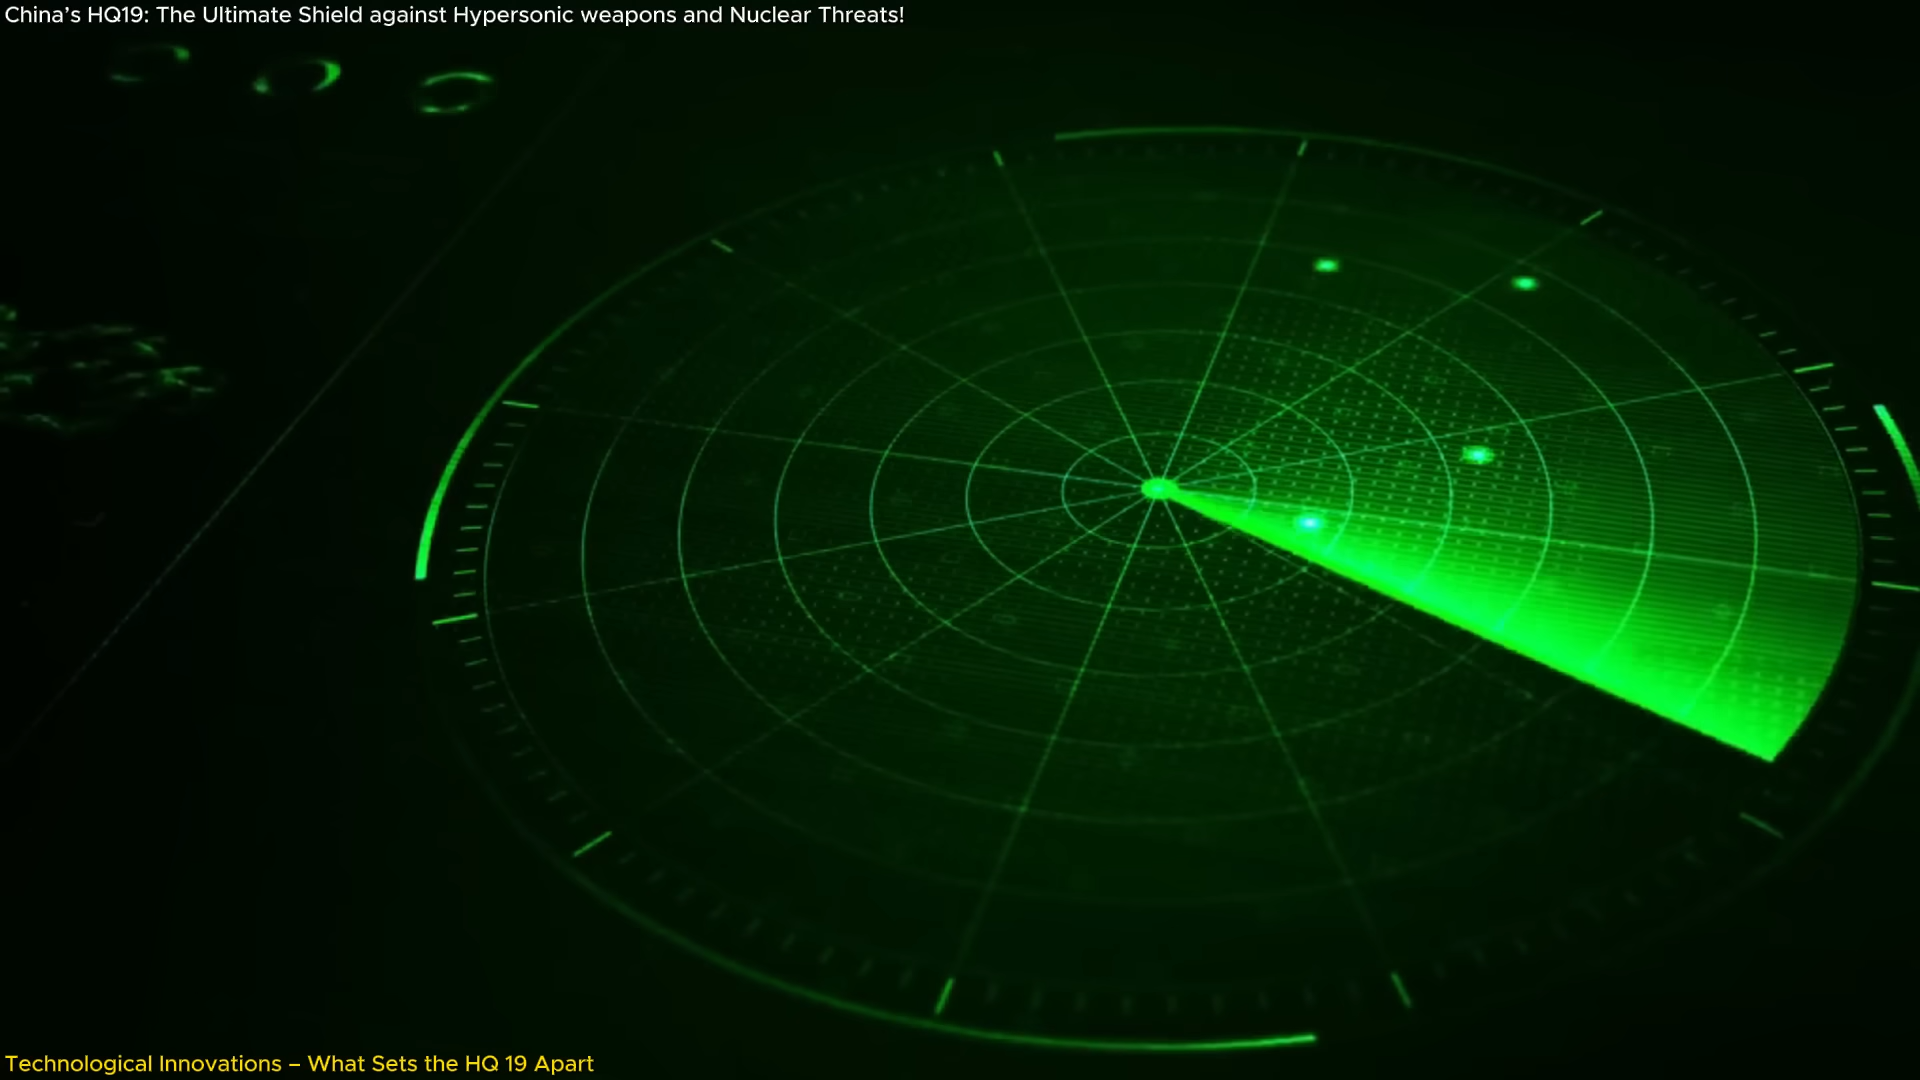 China’s HQ19: The Ultimate Shield against Hypersonic weapons and Nuclear Threats!
Technological Innovations – What Sets the HQ 19 Apart